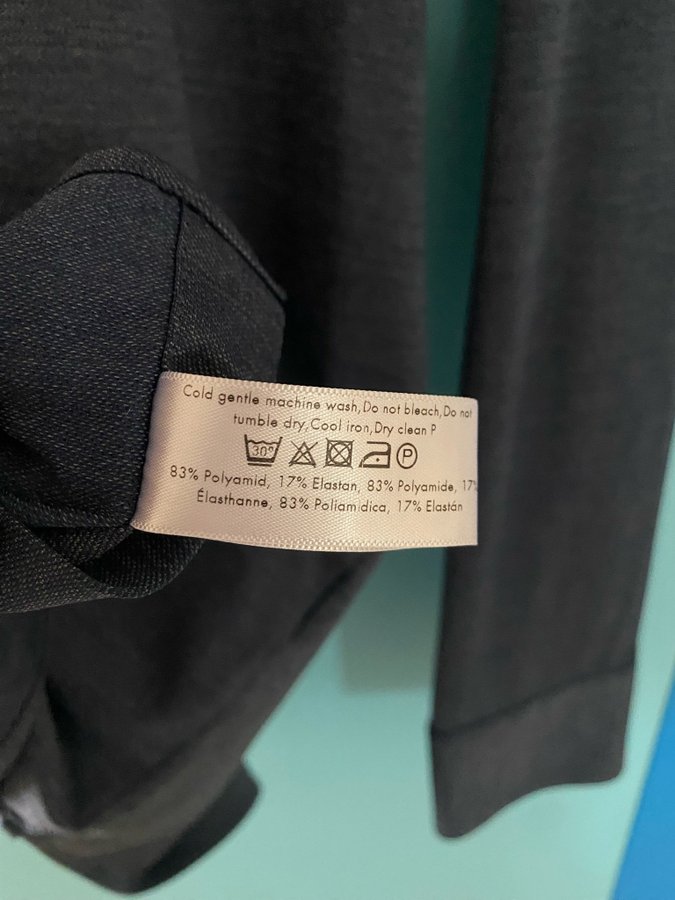 Cold gentle machine wash,Do not bleach,Do not
tumble dry,Cool iron,Dry clean P
30° P
83% Polyamid, 17% Elastan, 83% Polyamide, 17%
Élasthanne, 83% Poliamidica, 17% Elastán